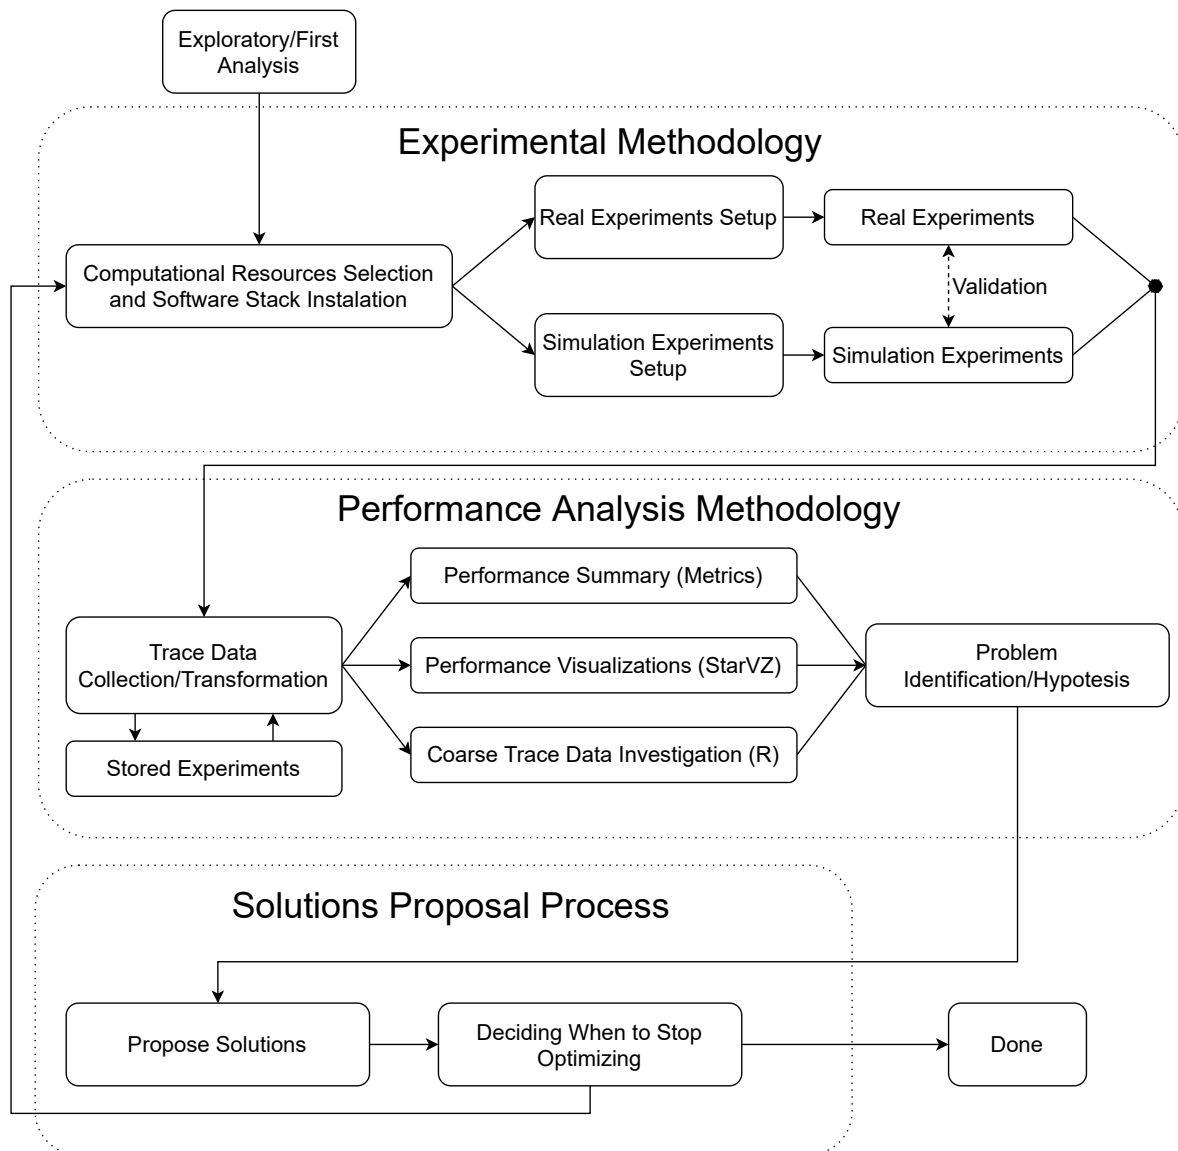 Exploratory/First
Analysis
Experimental Methodology
Real Experiments Setup
Real Experiments
Computational Resources Selection
and Software Stack Instalation
Validation
Simulation Experiments
Setup
Simulation Experiments
Performance Analysis Methodology
Performance Summary (Metrics)
Trace Data
Collection/Transformation
Performance Visualizations (StarVZ)
Problem
Identification/Hypotesis
Coarse Trace Data Investigation (R)
Stored Experiments
Solutions Proposal Process
Propose Solutions
Deciding When to Stop
Optimizing
Done